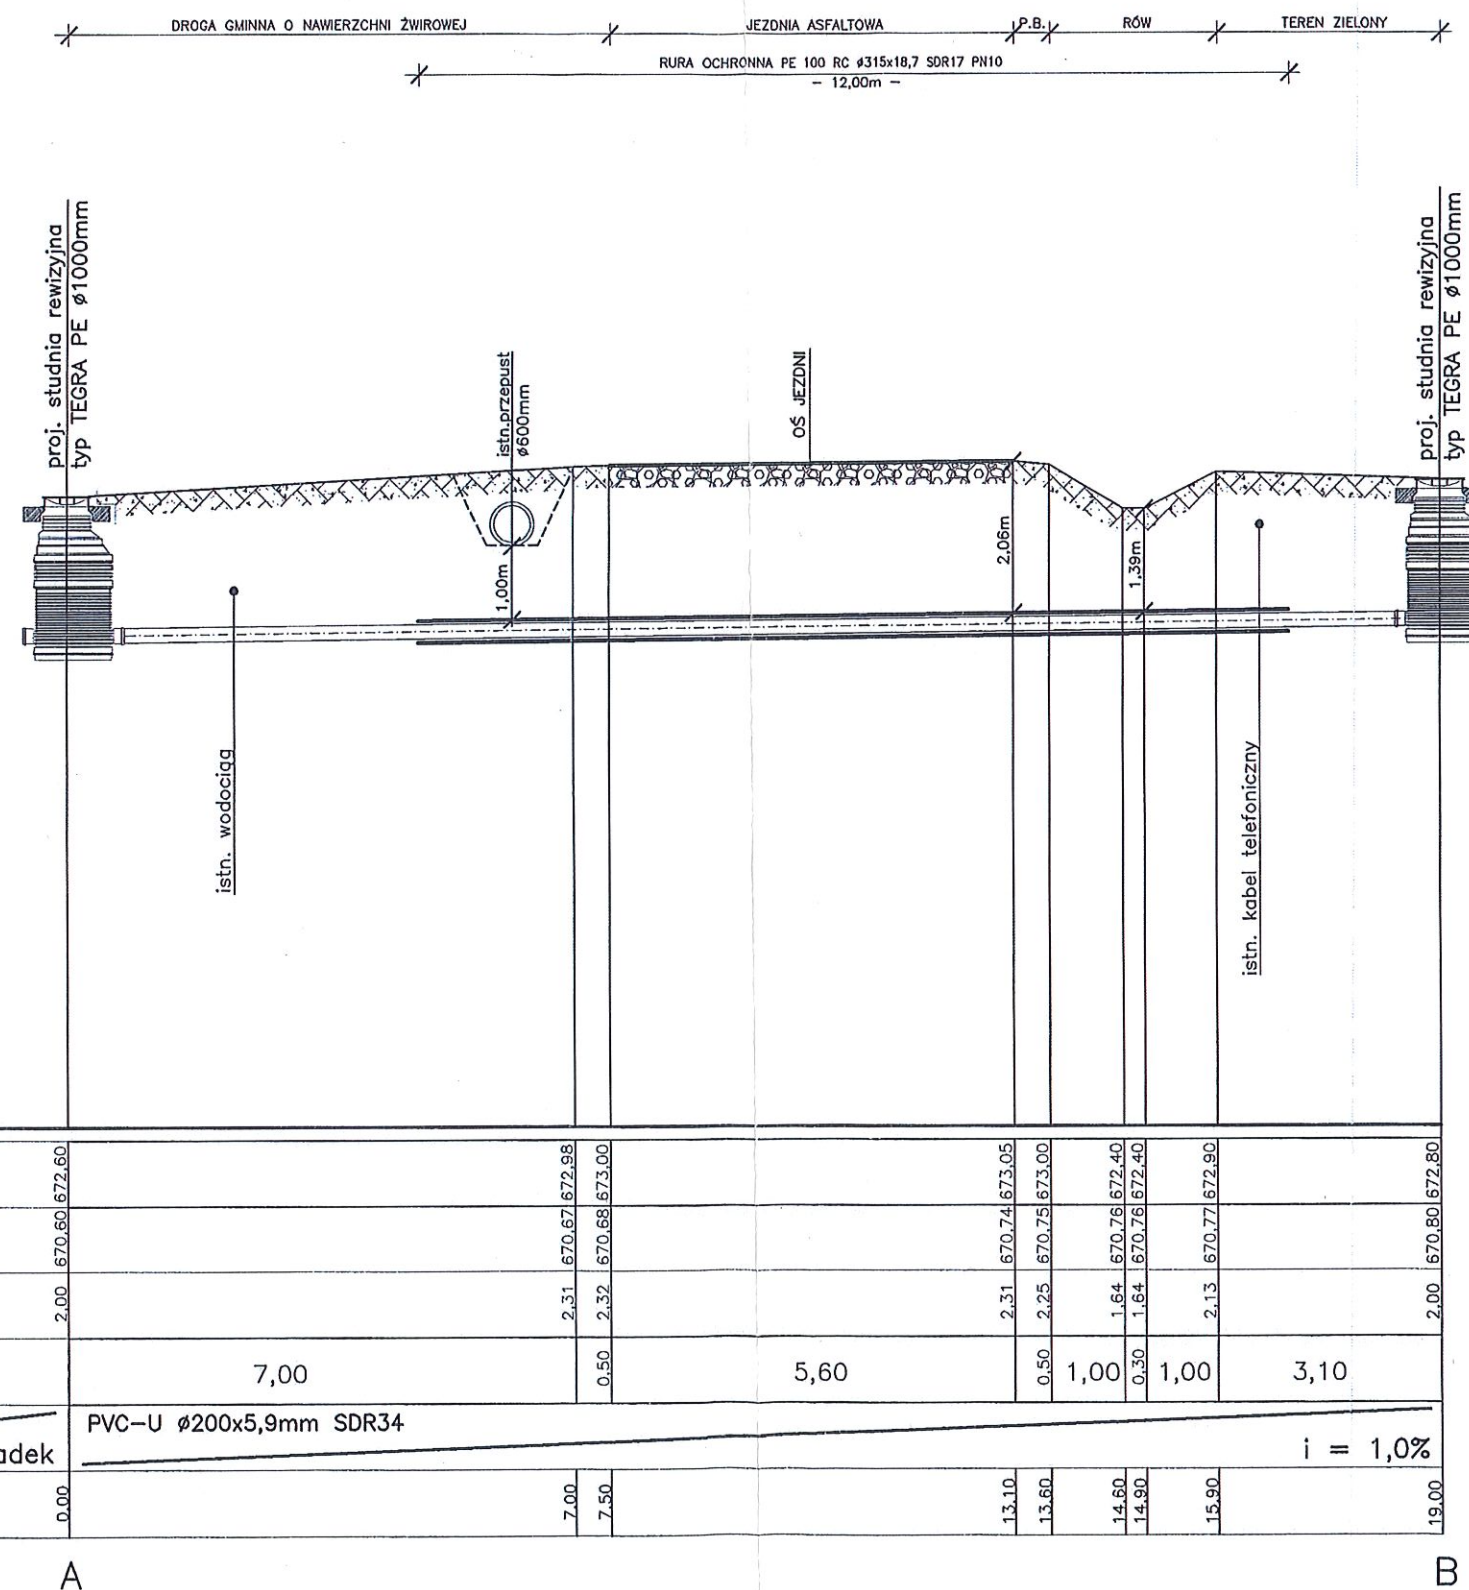 DROGA GMINNA O NAWIERZCHNI ŻWIROWEJ
JEZDNIA ASFALTOWA
P.B.
RÓW
TEREN ZIELONY
RURA OCHRONNA PE 100 RC ø315x18,7 SDR17 PN10
– 12,00m –
proj. studnia rewizyjna
typ TEGRA PE ø1000mm
istn.przepust
ø600mm
OŚ JEZDNI
proj. studnia rewizyjna
typ TEGRA PE ø1000mm
1,00m
2,06m
1,39m
istn. wodociąg
istn. kabel telefoniczny
672,60 672,98 673,00 673,05 673,00 672,40 672,40 672,90 672,80
670,60 670,67 670,68 670,74 670,75 670,76 670,76 670,77 670,80
2,00 2,31 2,32 2,31 2,25 1,64 1,64 2,13 2,00
7,00 0,50 5,60 0,50 1,00 0,30 1,00 3,10
PVC–U ø200x5,9mm SDR34
adek
i = 1,0%
0,00 7,00 7,50 13,10 13,60 14,60 14,90 15,90 19,00
A B